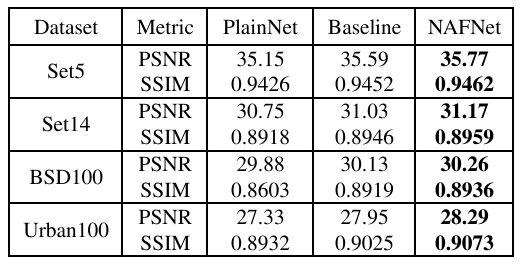 Dataset Metric PlainNet Baseline NAFNet
Set5 PSNR 35.15 35.59 35.77
SSIM 0.9426 0.9452 0.9462
Set14 PSNR 30.75 31.03 31.17
SSIM 0.8918 0.8946 0.8959
BSD100 PSNR 29.88 30.13 30.26
SSIM 0.8603 0.8919 0.8936
Urban100 PSNR 27.33 27.95 28.29
SSIM 0.8932 0.9025 0.9073